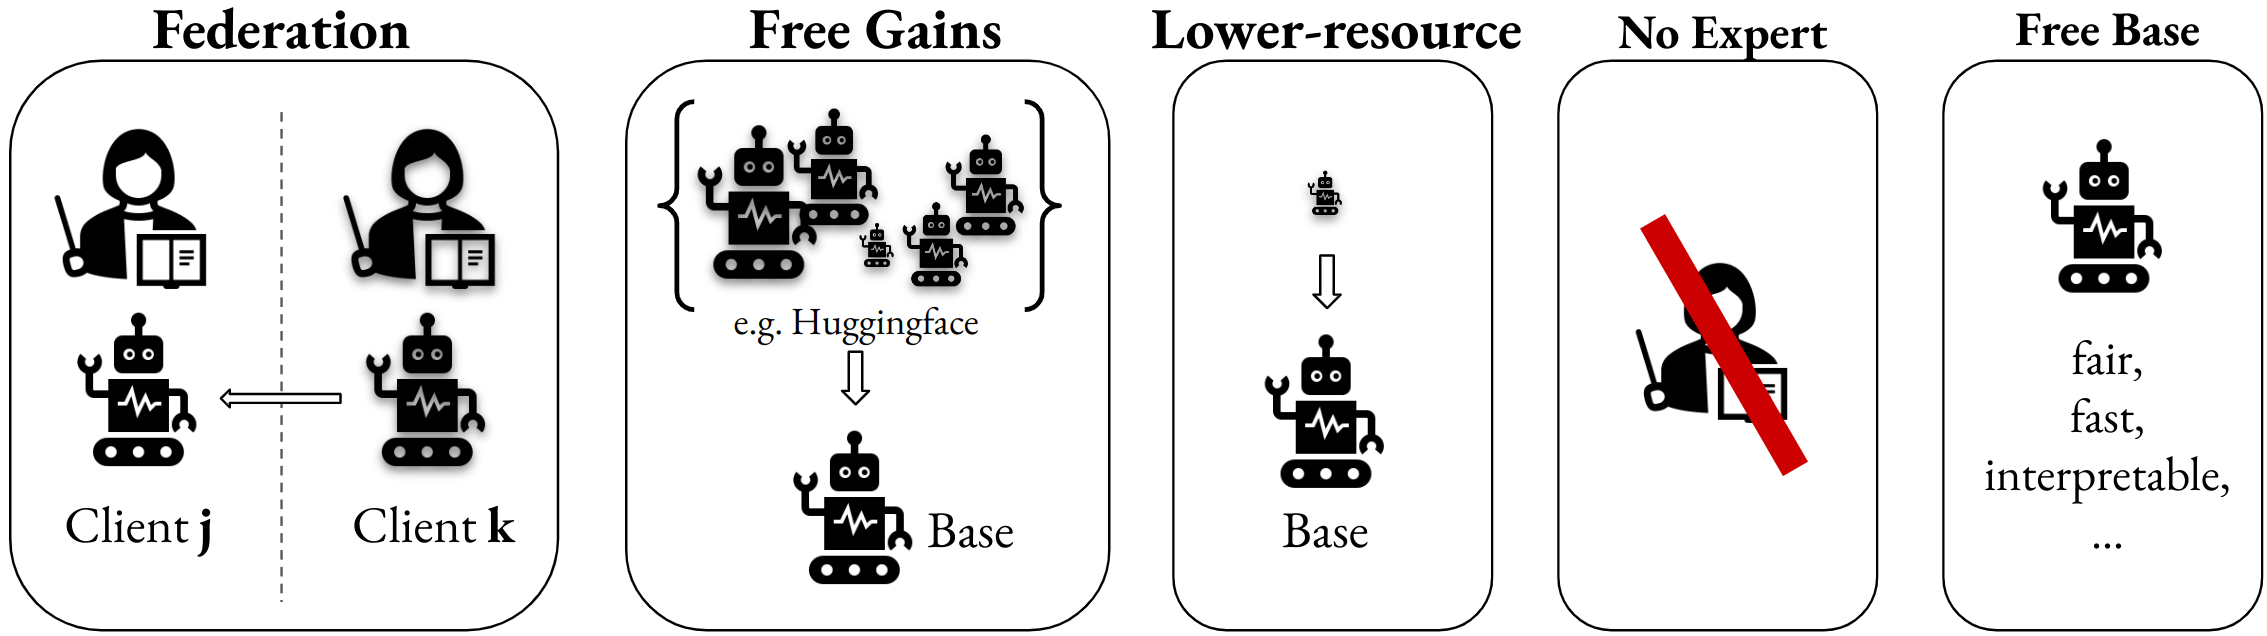 Federation
Client j
Client k
Free Gains
e.g. Huggingface
Base
Lower-resource
Base
No Expert
Free Base
fair,
fast,
interpretable,
...